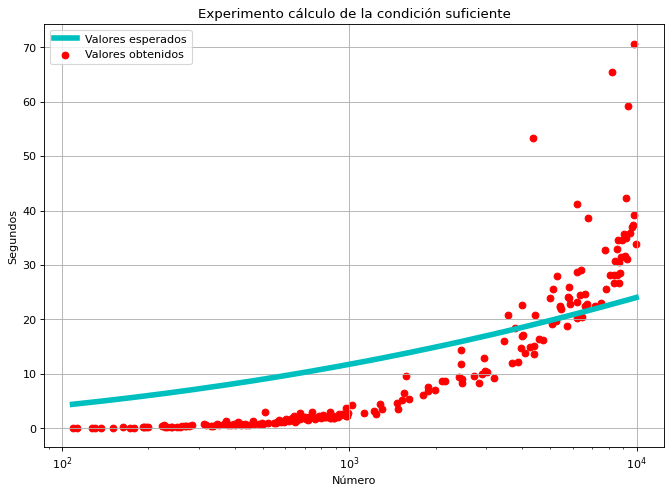 Experimento cálculo de la condición suficiente
Valores esperados
Valores obtenidos
70
60
50
40
30
20
10
0
Segundos
10² 10³ 10⁴
Número